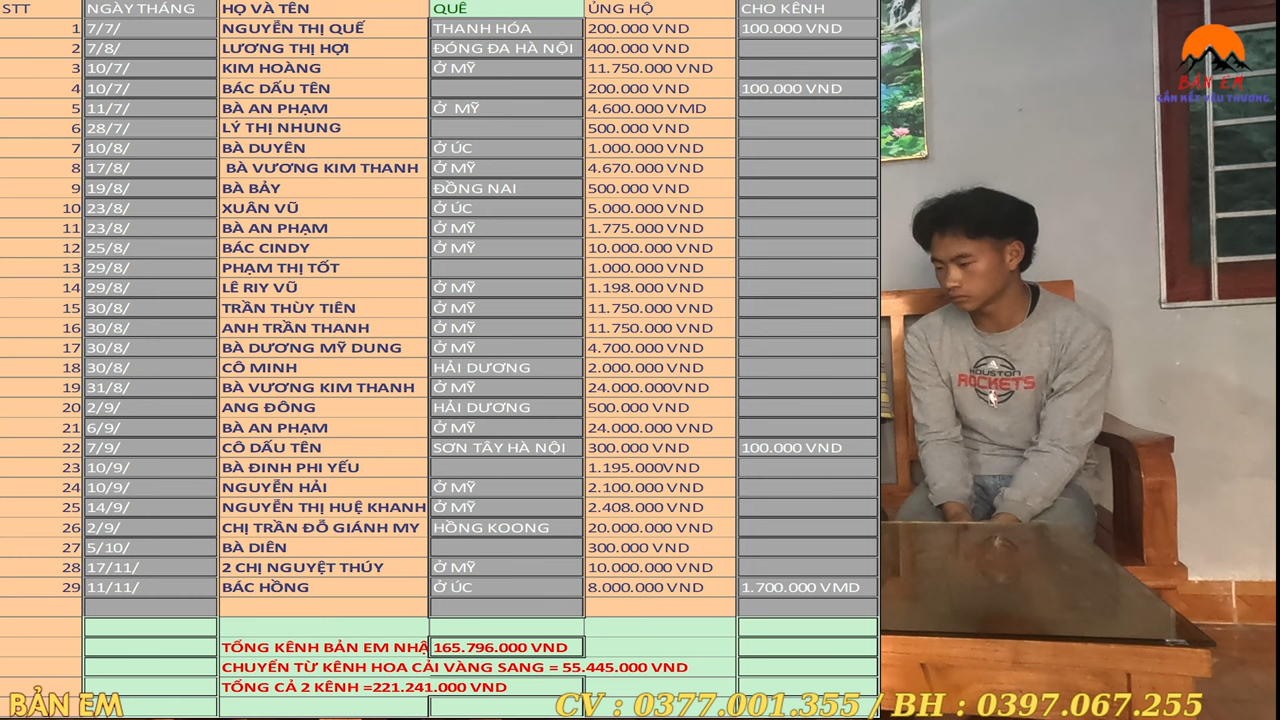 STT NGÀY THÁNG HỌ VÀ TÊN QUÊ ỦNG HỘ CHO KÊNH
1 7/7/ NGUYỄN THỊ QUẾ THANH HÓA 200.000 VND 100.000 VND
2 7/8/ LƯƠNG THỊ HỢI ĐÓNG ĐA HÀ NỘI 400.000 VND
3 10/7/ KIM HOÀNG Ở MỸ 11.750.000 VND
4 10/7/ BÁC DẤU TÊN 200.000 VND 100.000 VND
5 11/7/ BÀ AN PHẠM Ở MỸ 4.600.000 VMD
6 28/7/ LÝ THỊ NHUNG 500.000 VND
7 10/8/ BÀ DUYÊN Ở ÚC 1.000.000 VND
8 17/8/ BÀ VƯƠNG KIM THANH Ở MỸ 4.670.000 VND
9 19/8/ BÀ BẢY ĐỒNG NAI 500.000 VND
10 23/8/ XUÂN VŨ Ở ÚC 5.000.000 VND
11 23/8/ BÀ AN PHẠM Ở MỸ 1.775.000 VND
12 25/8/ BÁC CINDY Ở MỸ 10.000.000 VND
13 29/8/ PHẠM THỊ TỐT 1.000.000 VND
14 29/8/ LÊ RIY VŨ Ở MỸ 1.198.000 VND
15 30/8/ TRẦN THÙY TIÊN Ở MỸ 11.750.000 VND
16 30/8/ ANH TRẦN THANH Ở MỸ 11.750.000 VND
17 30/8/ BÀ DƯƠNG MỸ DUNG Ở MỸ 4.700.000 VND
18 30/8/ CÔ MINH HẢI DƯƠNG 2.000.000 VND
19 31/8/ BÀ VƯƠNG KIM THANH Ở MỸ 24.000.000VND
20 2/9/ ANG ĐÔNG HẢI DƯƠNG 500.000 VND
21 6/9/ BÀ AN PHẠM Ở MỸ 24.000.000 VND
22 7/9/ CÔ DẤU TÊN SƠN TÂY HÀ NỘI 300.000 VND 100.000 VND
23 10/9/ BÀ ĐINH PHI YẾU 1.195.000VND
24 10/9/ NGUYỄN HẢI Ở MỸ 2.100.000 VND
25 14/9/ NGUYỄN THỊ HUỆ KHANH Ở MỸ 2.408.000 VND
26 2/9/ CHỊ TRẦN ĐỖ GIÁNH MY HỒNG KOONG 20.000.000 VND
27 5/10/ BÀ DIÊN 300.000 VND
28 17/11/ 2 CHỊ NGUYỆT THÚY Ở MỸ 10.000.000 VND
29 11/11/ BÁC HỒNG Ở ÚC 8.000.000 VND 1.700.000 VMD
TỔNG KÊNH BẢN EM NHẬ 165.796.000 VND
CHUYỂN TỪ KÊNH HOA CẢI VÀNG SANG = 55.445.000 VND
TỔNG CẢ 2 KÊNH =221.241.000 VND
BẢN EM
GẮN KẾT YÊU THƯƠNG
HOUSTON
ROCKETS
BẢN EM
CV : 0377.001.355 / BH : 0397.067.255